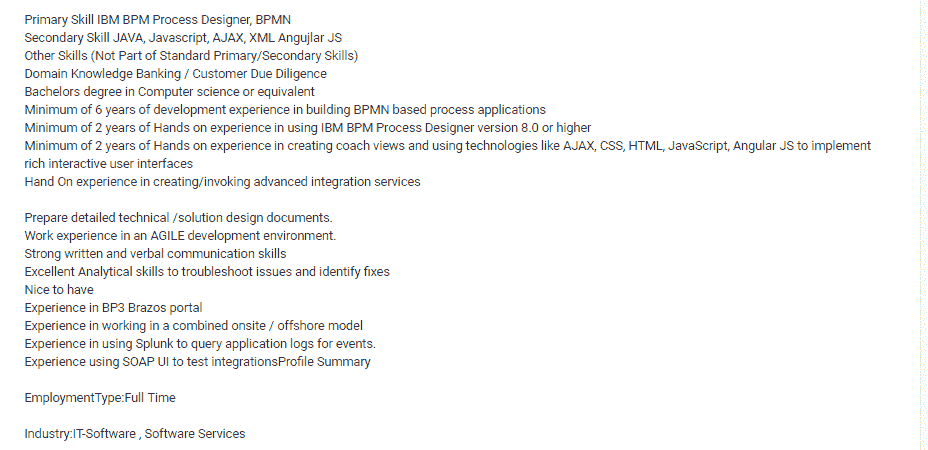 Primary Skill IBM BPM Process Designer, BPMN
Secondary Skill JAVA, Javascript, AJAX, XML Angujlar JS
Other Skills (Not Part of Standard Primary/Secondary Skills)
Domain Knowledge Banking / Customer Due Diligence
Bachelors degree in Computer science or equivalent
Minimum of 6 years of development experience in building BPMN based process applications
Minimum of 2 years of Hands on experience in using IBM BPM Process Designer version 8.0 or higher
Minimum of 2 years of Hands on experience in creating coach views and using technologies like AJAX, CSS, HTML, JavaScript, Angular JS to implement
rich interactive user interfaces
Hand On experience in creating/invoking advanced integration services
Prepare detailed technical /solution design documents.
Work experience in an AGILE development environment.
Strong written and verbal communication skills
Excellent Analytical skills to troubleshoot issues and identify fixes
Nice to have
Experience in BP3 Brazos portal
Experience in working in a combined onsite / offshore model
Experience in using Splunk to query application logs for events.
Experience using SOAP UI to test integrationsProfile Summary
EmploymentType:Full Time
Industry:IT-Software , Software Services